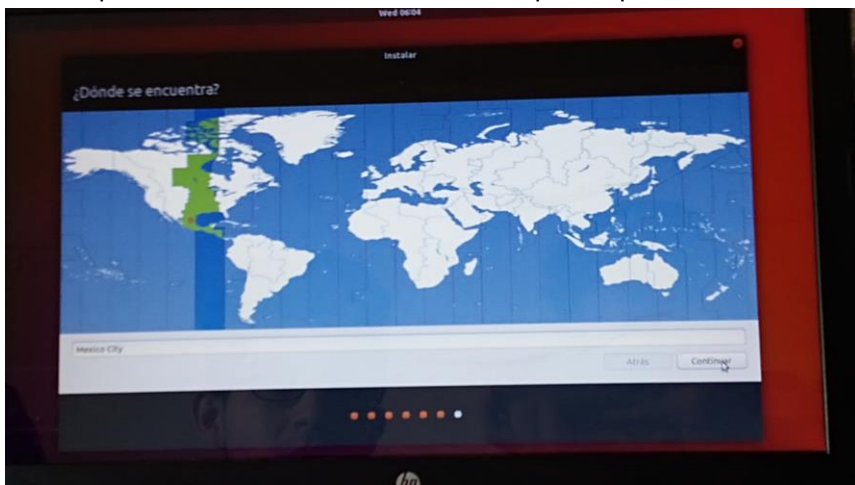 Wed 06:04
Instalar
¿Dónde se encuentra?
Mexico City
Atrás
Continuar
hp